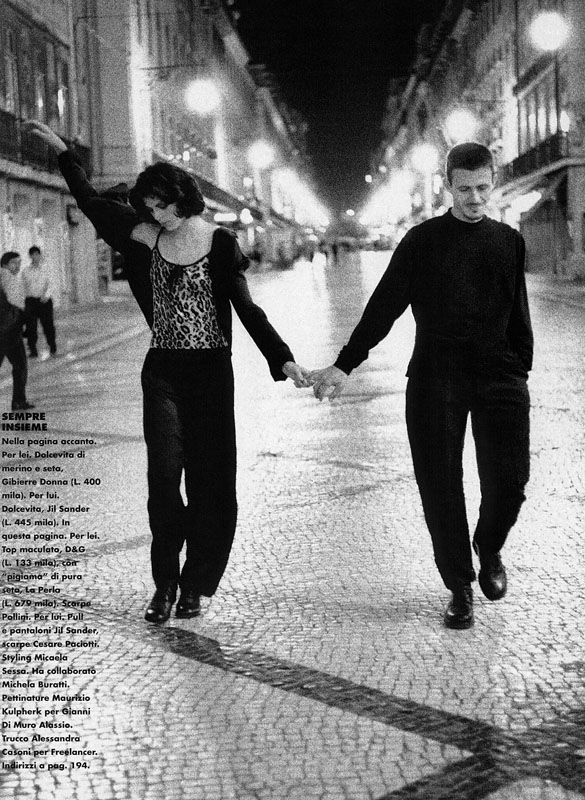 SEMPRE
INSIEME
Nella pagina accanto.
Per lei. Dolcevita di
merino e seta,
Gibierre Donna (L. 400
mila). Per lui.
Dolcevita, Jil Sander
(L. 445 mila). In
questa pagina. Per lei.
Top maculato, D&G
(L. 133 mila), con
"pigiama" di pura
seta, La Perla
(L. 679 mila). Scarpe
Pollini. Per lui. Pull
e pantaloni Jil Sander,
scarpe Cesare Paciotti.
Styling Micaela
Sessa. Ha collaborato
Michela Buratti.
Pettinature Maurizio
Kulpherk per Gianni
Di Muro Alassio.
Trucco Alessandra
Casoni per Freelancer.
Indirizzi a pag. 194.